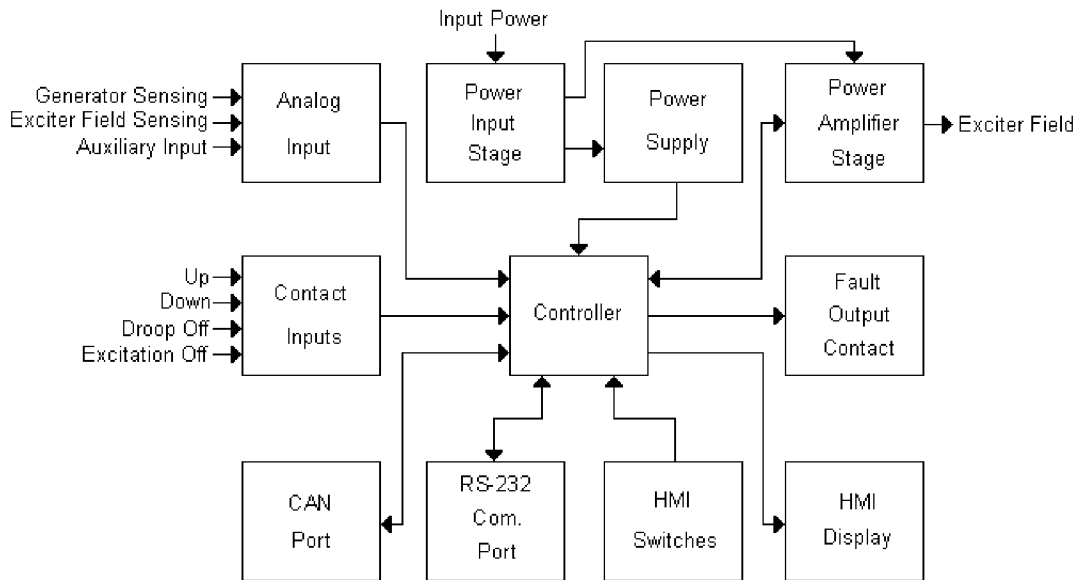 Input Power
Generator Sensing
Exciter Field Sensing
Auxiliary Input
Analog
Input
Power
Input
Stage
Power
Supply
Power
Amplifier
Stage
Exciter Field
Up
Down
Droop Off
Excitation Off
Contact
Inputs
Controller
Fault
Output
Contact
CAN
Port
RS-232
Com.
Port
HMI
Switches
HMI
Display